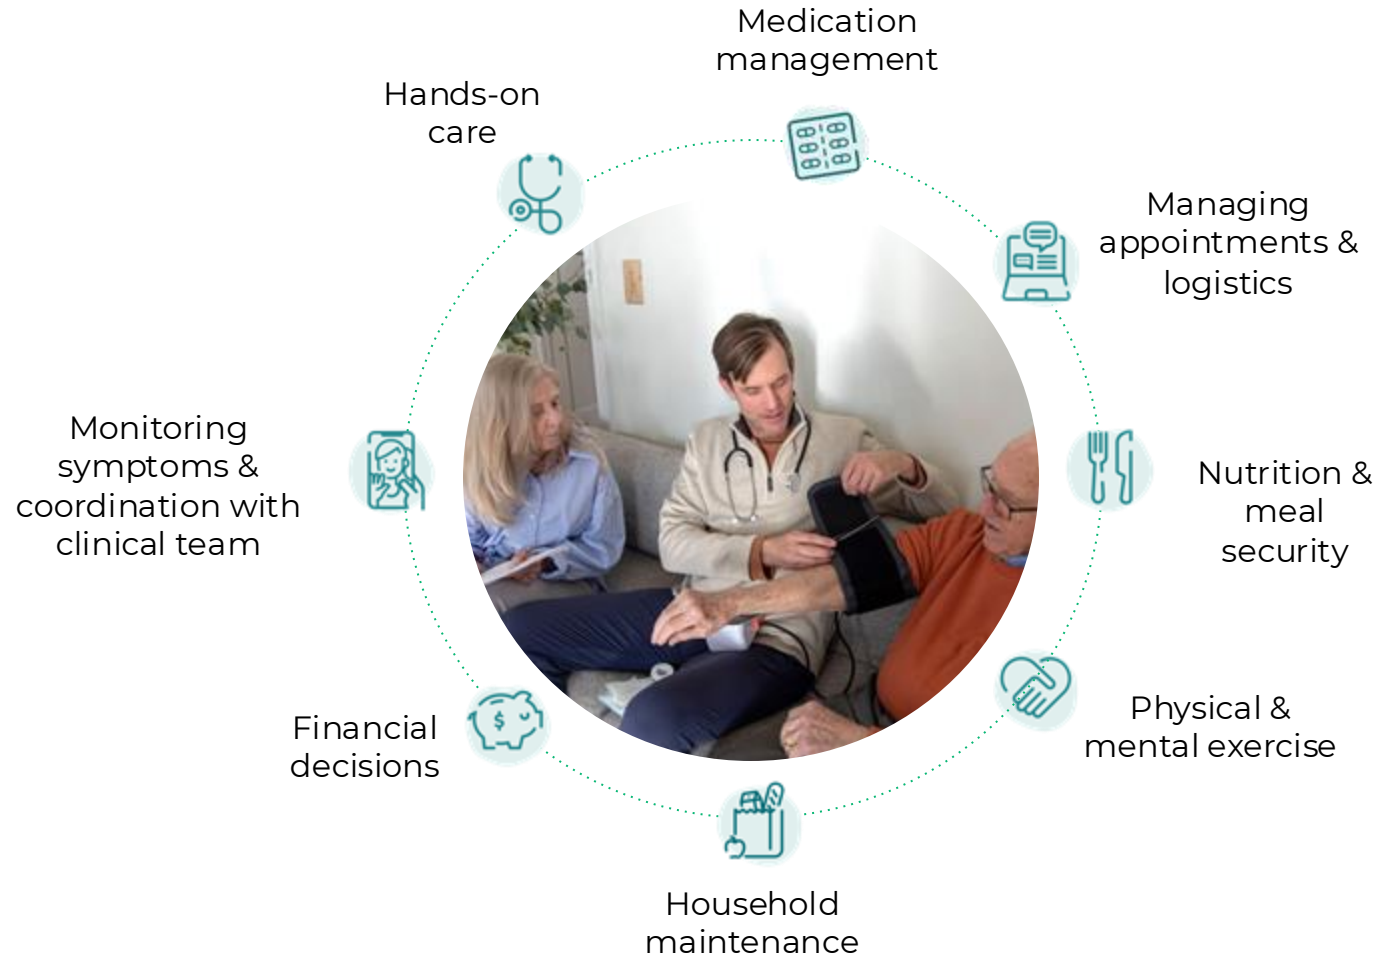 Medication
management
Hands-on
care
Managing
appointments &
logistics
Monitoring
symptoms &
coordination with
clinical team
Nutrition &
meal
security
Physical &
mental exercise
Financial
decisions
$
Household
maintenance